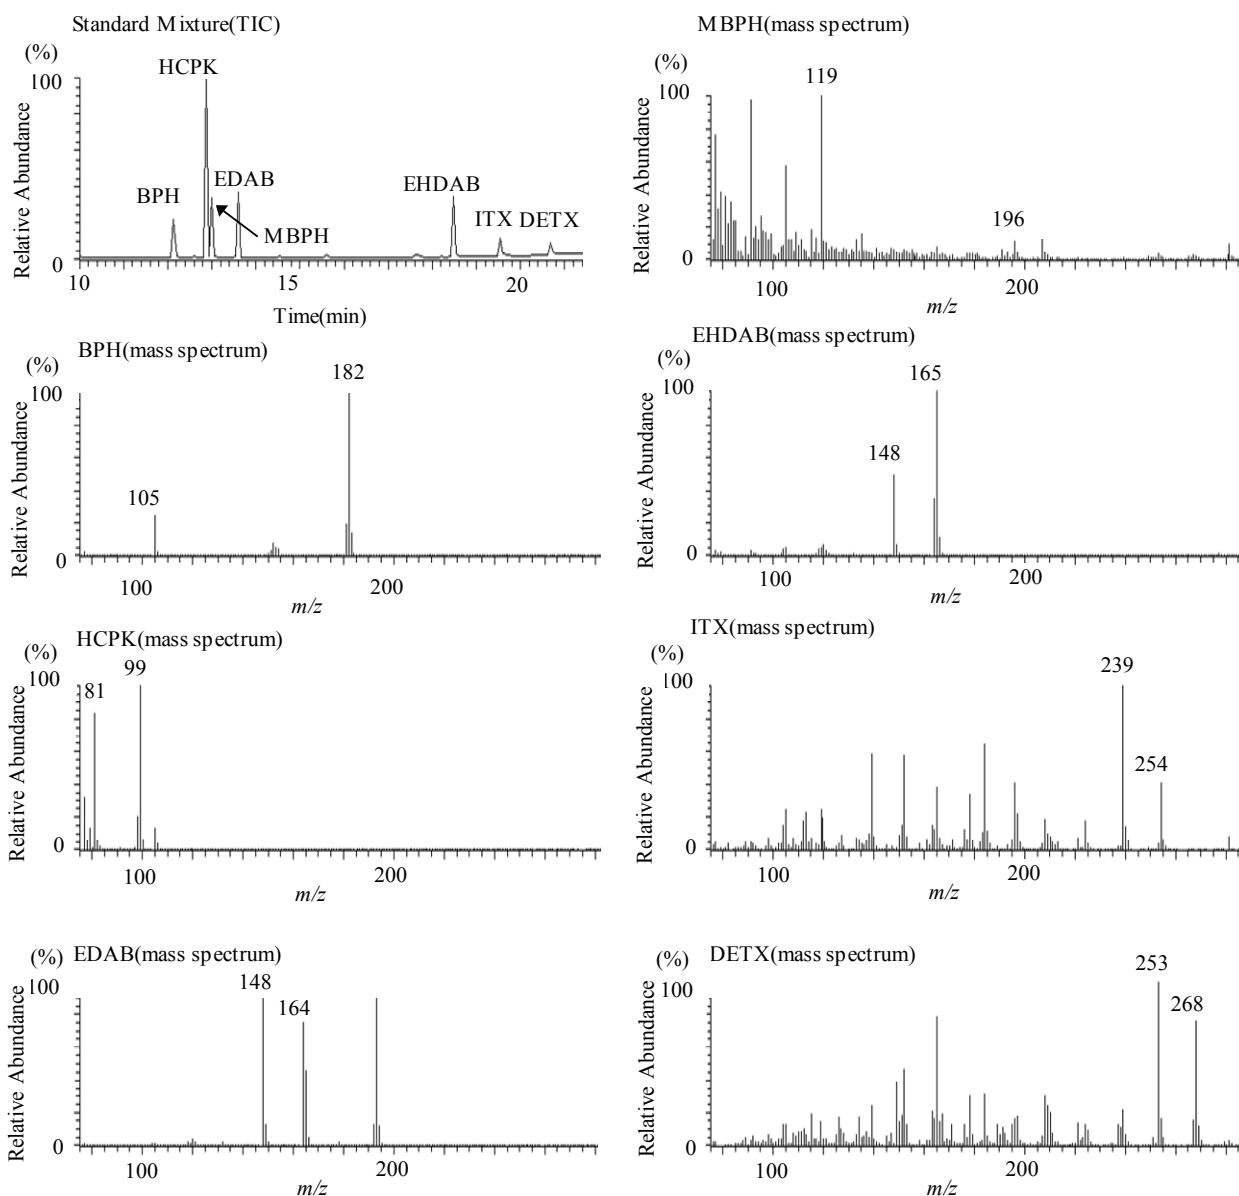 Standard Mixture(TIC)
(%)
Relative Abundance
100
0
HCPK
BPH
EDAB
MBPH
EHDAB
ITX
DETX
10
15
20
Time(min)
MBPH(mass spectrum)
(%)
Relative Abundance
100
0
119
196
100
200
m/z
BPH(mass spectrum)
(%)
Relative Abundance
100
0
105
182
100
200
m/z
EHDAB(mass spectrum)
(%)
Relative Abundance
100
0
148
165
100
200
m/z
HCPK(mass spectrum)
(%)
Relative Abundance
100
0
81
99
100
200
m/z
ITX(mass spectrum)
(%)
Relative Abundance
100
0
239
254
100
200
m/z
EDAB(mass spectrum)
(%)
Relative Abundance
100
0
148
164
100
200
m/z
DETX(mass spectrum)
(%)
Relative Abundance
100
0
253
268
100
200
m/z